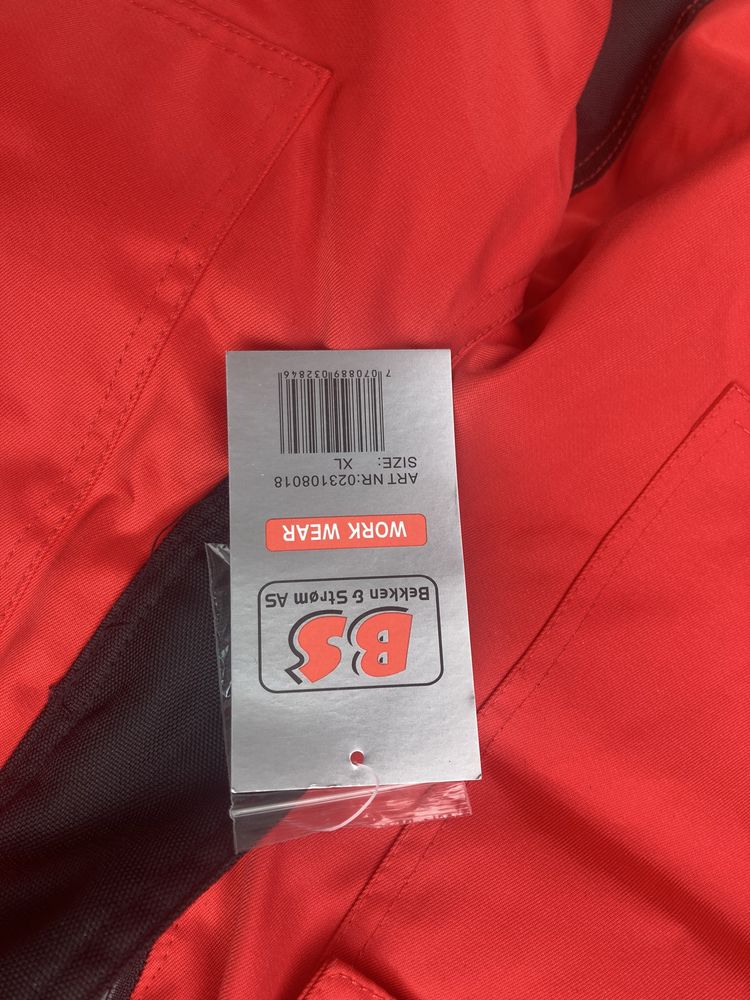 BS
Bekken & Strøm AS
WORK WEAR
ART NR:023108018
SIZE: XL
7 070889 032846